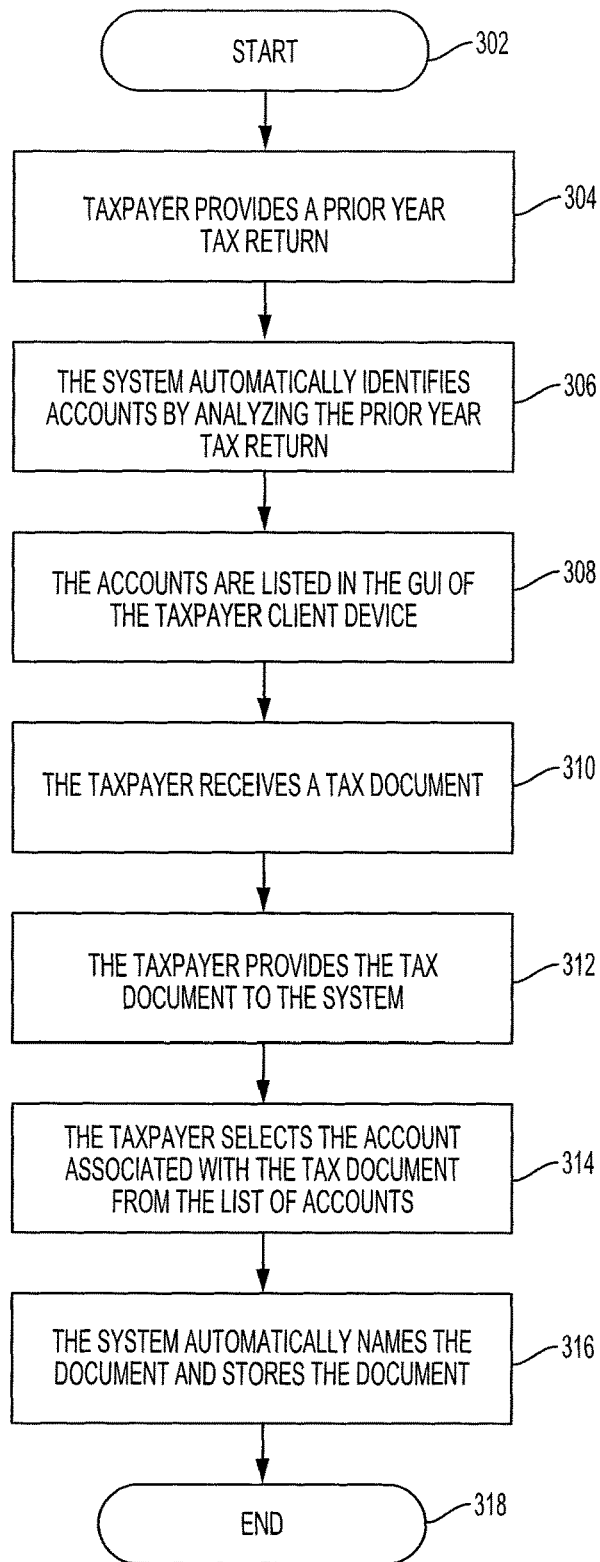 START
302
TAXPAYER PROVIDES A PRIOR YEAR
TAX RETURN
304
THE SYSTEM AUTOMATICALLY IDENTIFIES
ACCOUNTS BY ANALYZING THE PRIOR YEAR
TAX RETURN
306
THE ACCOUNTS ARE LISTED IN THE GUI OF
THE TAXPAYER CLIENT DEVICE
308
THE TAXPAYER RECEIVES A TAX DOCUMENT
310
THE TAXPAYER PROVIDES THE TAX
DOCUMENT TO THE SYSTEM
312
THE TAXPAYER SELECTS THE ACCOUNT
ASSOCIATED WITH THE TAX DOCUMENT
FROM THE LIST OF ACCOUNTS
314
THE SYSTEM AUTOMATICALLY NAMES THE
DOCUMENT AND STORES THE DOCUMENT
316
END
318